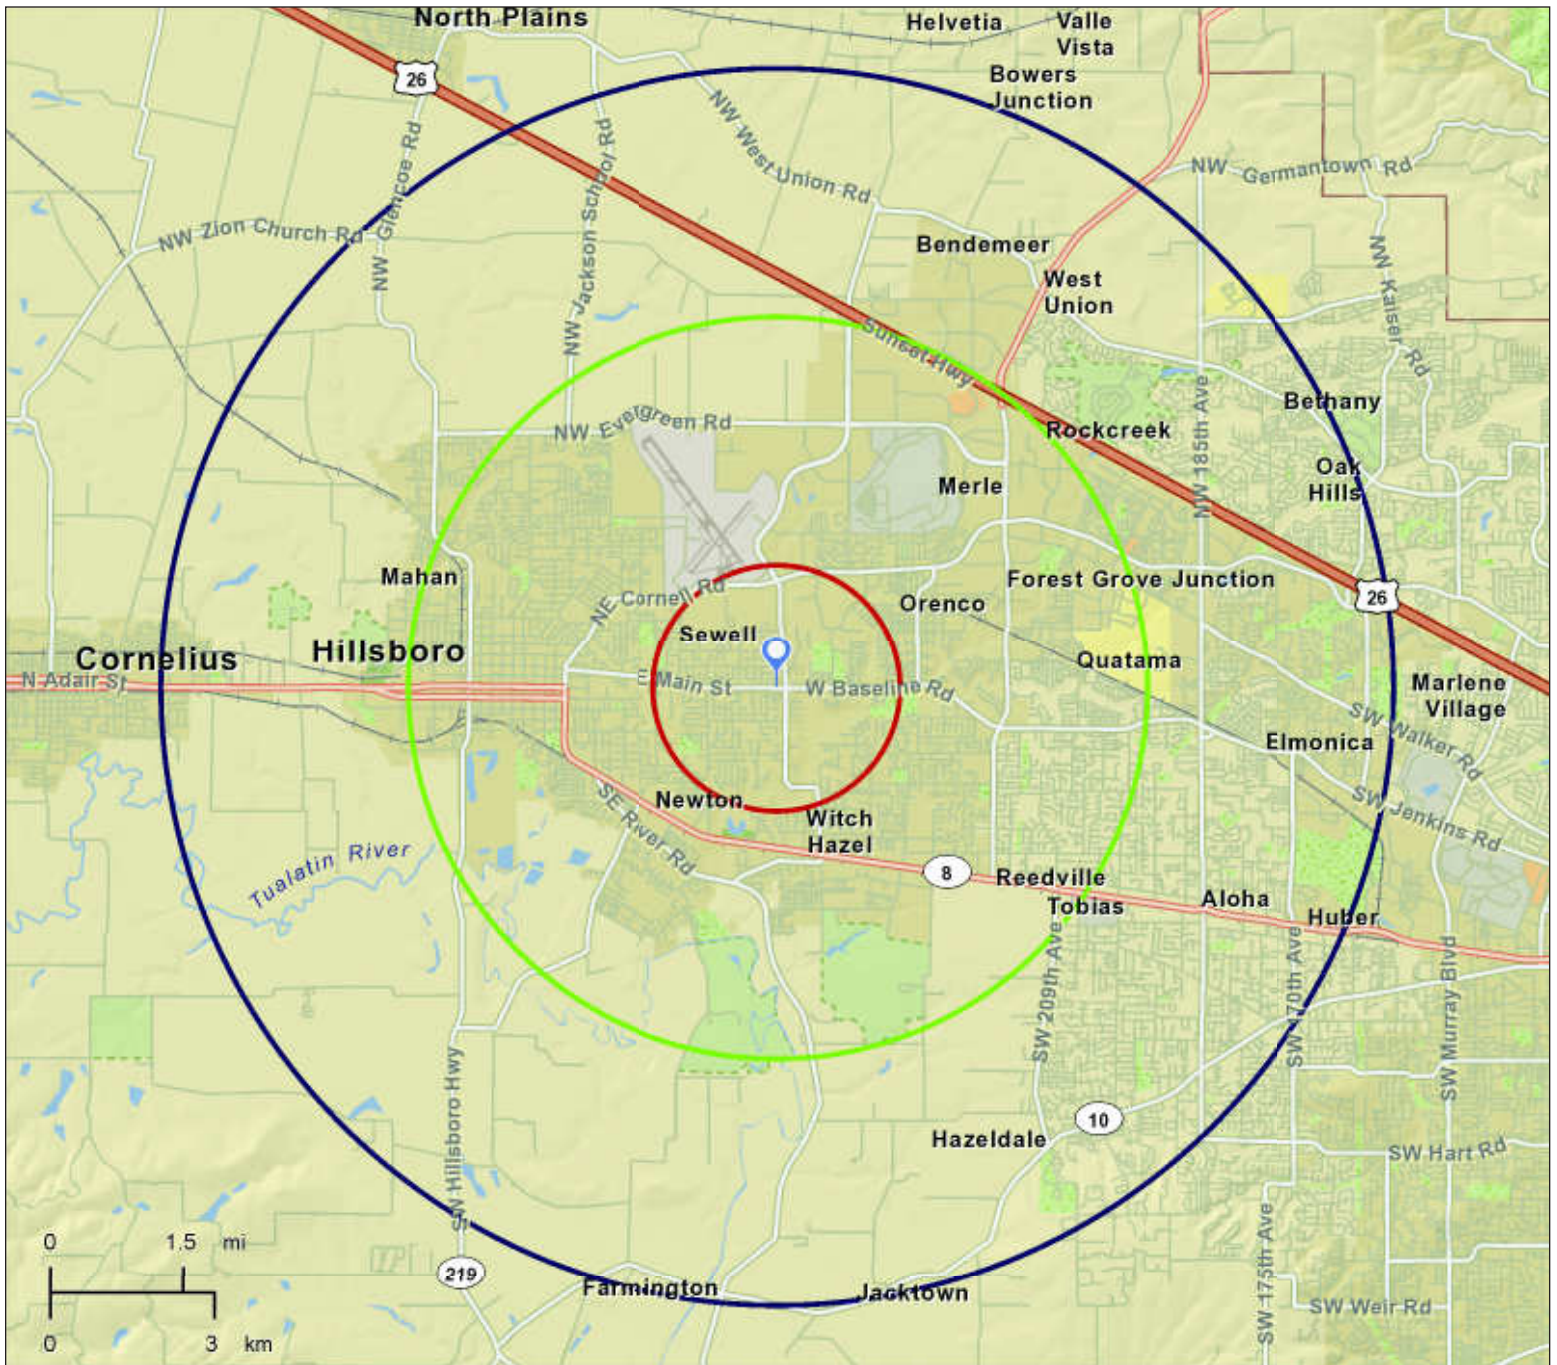 North Plains
Helvetia
Valle
Vista
Bowers
Junction
26
NW West Union Rd
NW Jackson School Rd
NW Glencoe Rd
NW Zion Church Rd
NW Germantown Rd
Bendemeer
West
Union
NW Kaiser Rd
Sunset Hwy
NW 185th Ave
Bethany
NW Evergreen Rd
Rockcreek
Oak
Hills
Merle
Mahan
Forest Grove Junction
NE Cornell Rd
Orenco
26
Sewell
Hillsboro
Cornelius
Quatama
N Adair St
E Main St
W Baseline Rd
Marlene
Village
SW Walker Rd
Elmonica
SW Jenkins Rd
Newton
Witch
Hazel
SE River Rd
Tualatin River
8
Reedville
Tobias
Aloha
Huber
SW 209th Ave
SW 170th Ave
SW Murray Blvd
10
Hazeldale
SW Hart Rd
SW Hillsboro Hwy
SW 175th Ave
0 1.5 mi
219
Farmington
Jacktown
SW Weir Rd
0 3 km